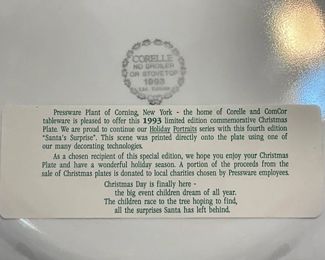 CORELLE
NO BROILER
OR STOVETOP
1993
Pressware Plant of Corning, New York - the home of Corelle and ComCor
tableware is pleased to offer this 1993 limited edition commemorative Christmas
Plate. We are proud to continue our Holiday Portraits series with this fourth edition
"Santa's Surprise". This scene was printed directly onto the plate using one of
our many decorating technologies.
As a chosen recipient of this special edition, we hope you enjoy your Christmas
Plate and have a wonderful holiday season. A portion of the proceeds from the
sale of Christmas plates is donated to local charities chosen by Pressware employees.
Christmas Day is finally here -
the big event children dream of all year.
The children race to the tree hoping to find,
all the surprises Santa has left behind.